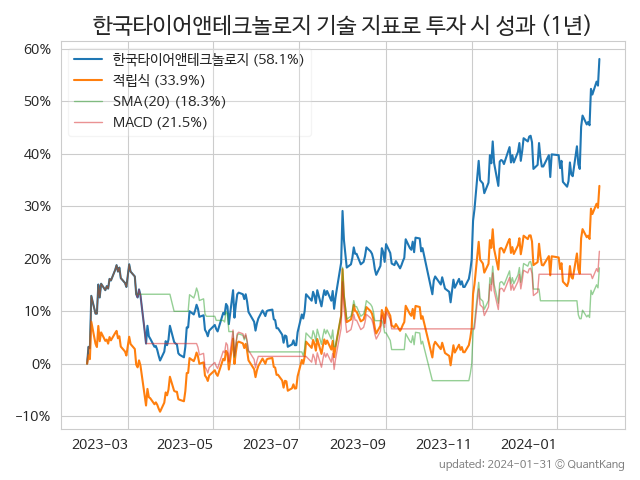 한국타이어앤테크놀로지 기술 지표로 투자 시 성과 (1년)
60%
50%
40%
30%
20%
10%
0%
−10%
한국타이어앤테크놀로지 (58.1%)
적립식 (33.9%)
SMA(20) (18.3%)
MACD (21.5%)
2023-03 2023-05 2023-07 2023-09 2023-11 2024-01
updated: 2024-01-31 © QuantKang